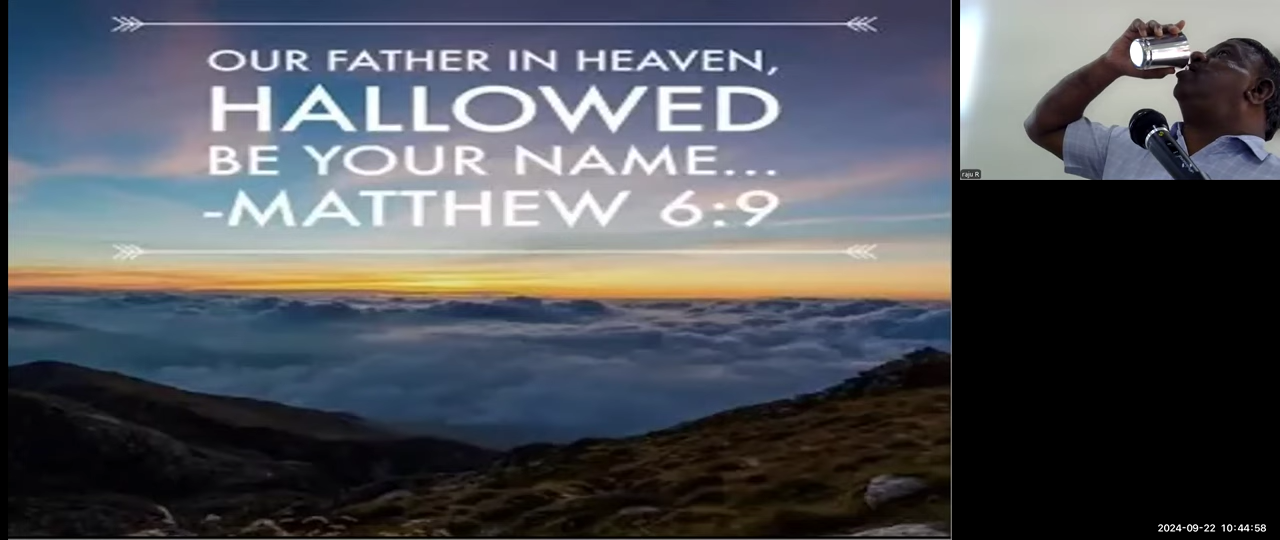 OUR FATHER IN HEAVEN,
HALLOWED
BE YOUR NAME...
-MATTHEW 6:9
raju R
2024-09-22 10:44:58